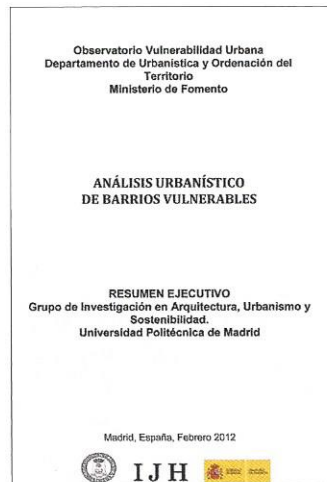 Observatorio Vulnerabilidad Urbana
Departamento de Urbanística y Ordenación del
Territorio
Ministerio de Fomento
ANÁLISIS URBANÍSTICO
DE BARRIOS VULNERABLES
RESUMEN EJECUTIVO
Grupo de Investigación en Arquitectura, Urbanismo y
Sostenibilidad.
Universidad Politécnica de Madrid
Madrid, España, Febrero 2012
IJH